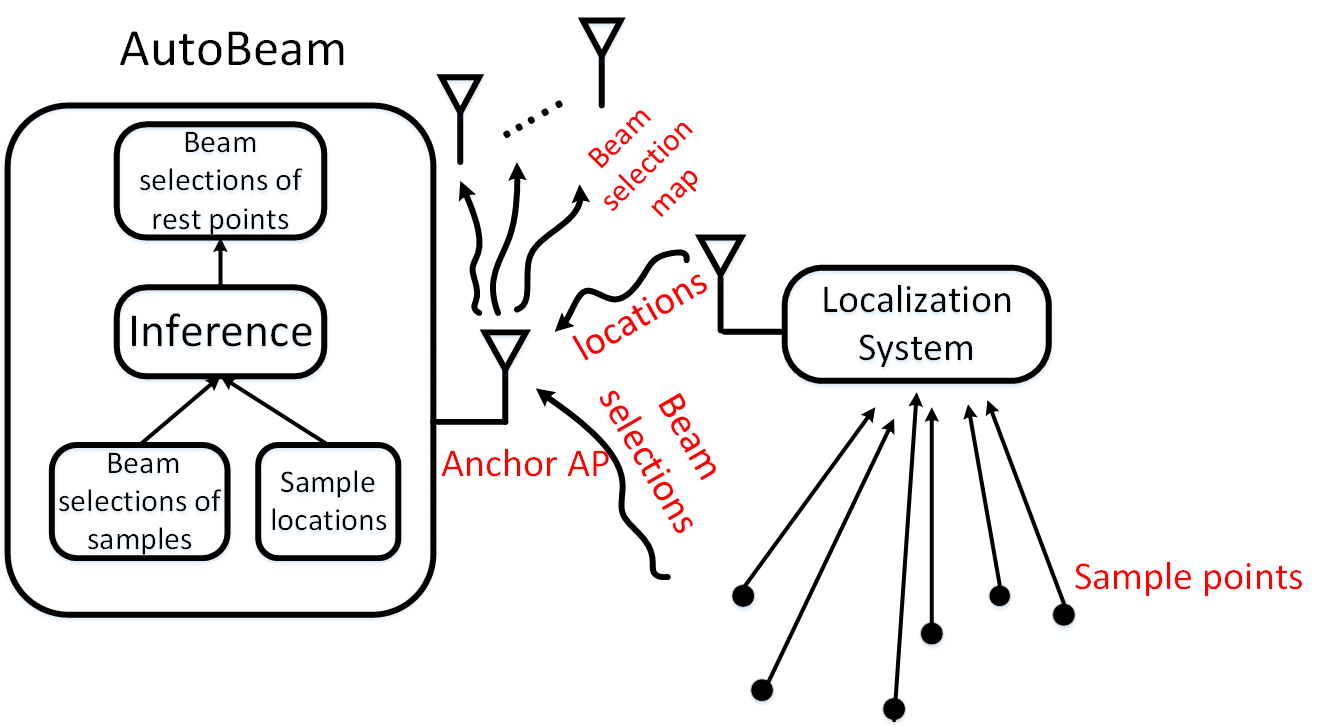 AutoBeam
Beam
selections of
rest points
Inference
Beam
selections of
samples
Sample
locations
Beam
selection
map
locations
Anchor AP
Beam
selections
Localization
System
Sample points